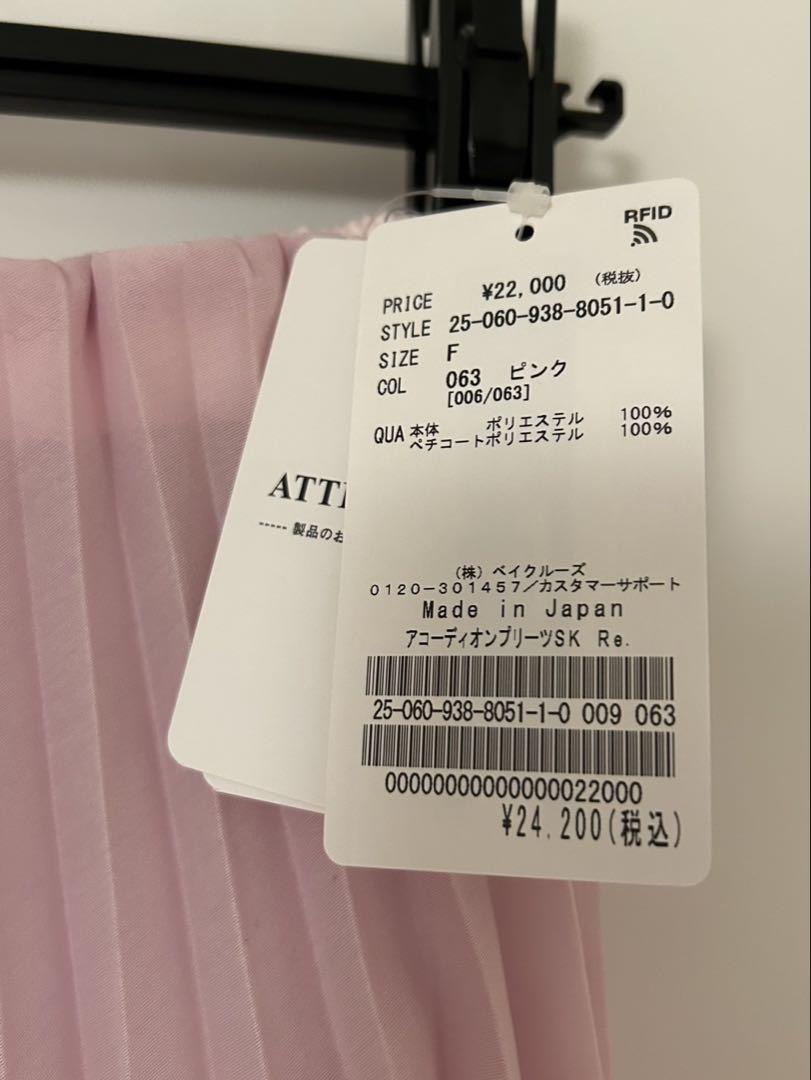 RFID
PRICE ¥22,000 (税抜)
STYLE 25-060-938-8051-1-0
SIZE F
COL 063 ピンク
[006/063]
QUA 本体 ポリエステル 100%
ペチコートポリエステル 100%
(株) ベイクルーズ
0120-301457/カスタマーサポート
Made in Japan
アコーディオンプリーツSK Re.
25-060-938-8051-1-0 009 063
00000000000000022000
¥24,200(税込)
----- 製品のお